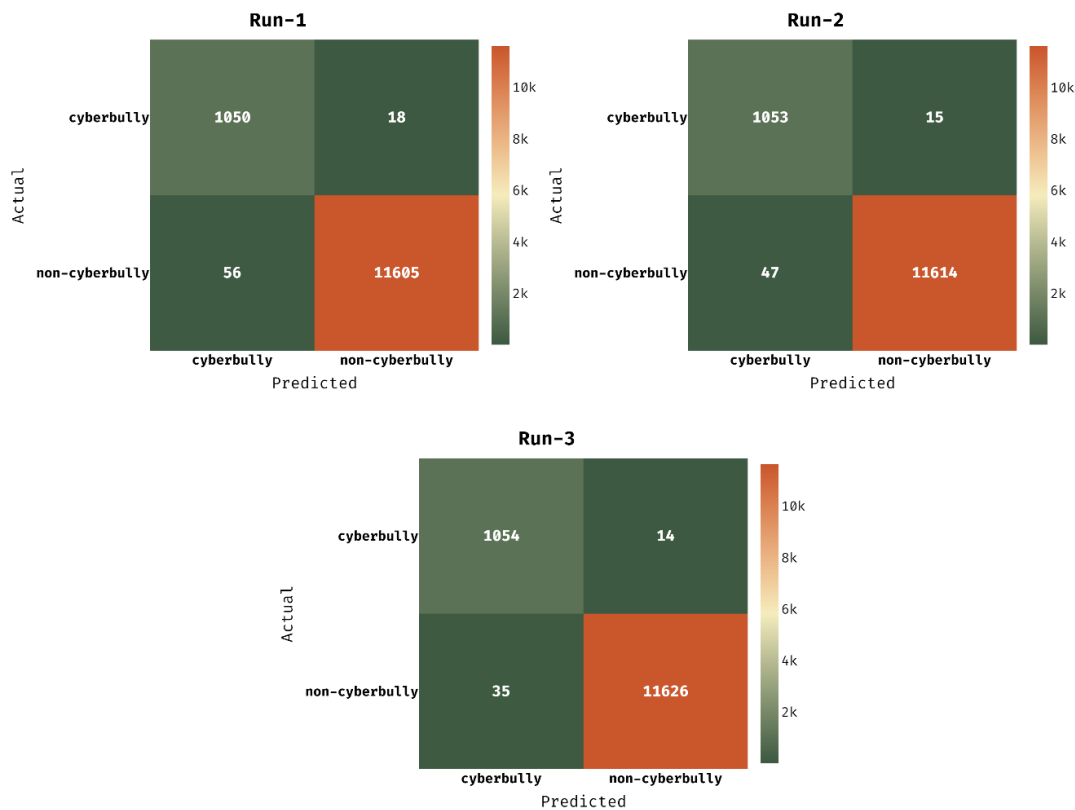 Run-1
cyberbully
1050
18
non-cyberbully
56
11605
cyberbully
non-cyberbully
Predicted
Actual
10k
8k
6k
4k
2k
Run-2
cyberbully
1053
15
non-cyberbully
47
11614
cyberbully
non-cyberbully
Predicted
Actual
10k
8k
6k
4k
2k
Run-3
cyberbully
1054
14
non-cyberbully
35
11626
cyberbully
non-cyberbully
Predicted
Actual
10k
8k
6k
4k
2k